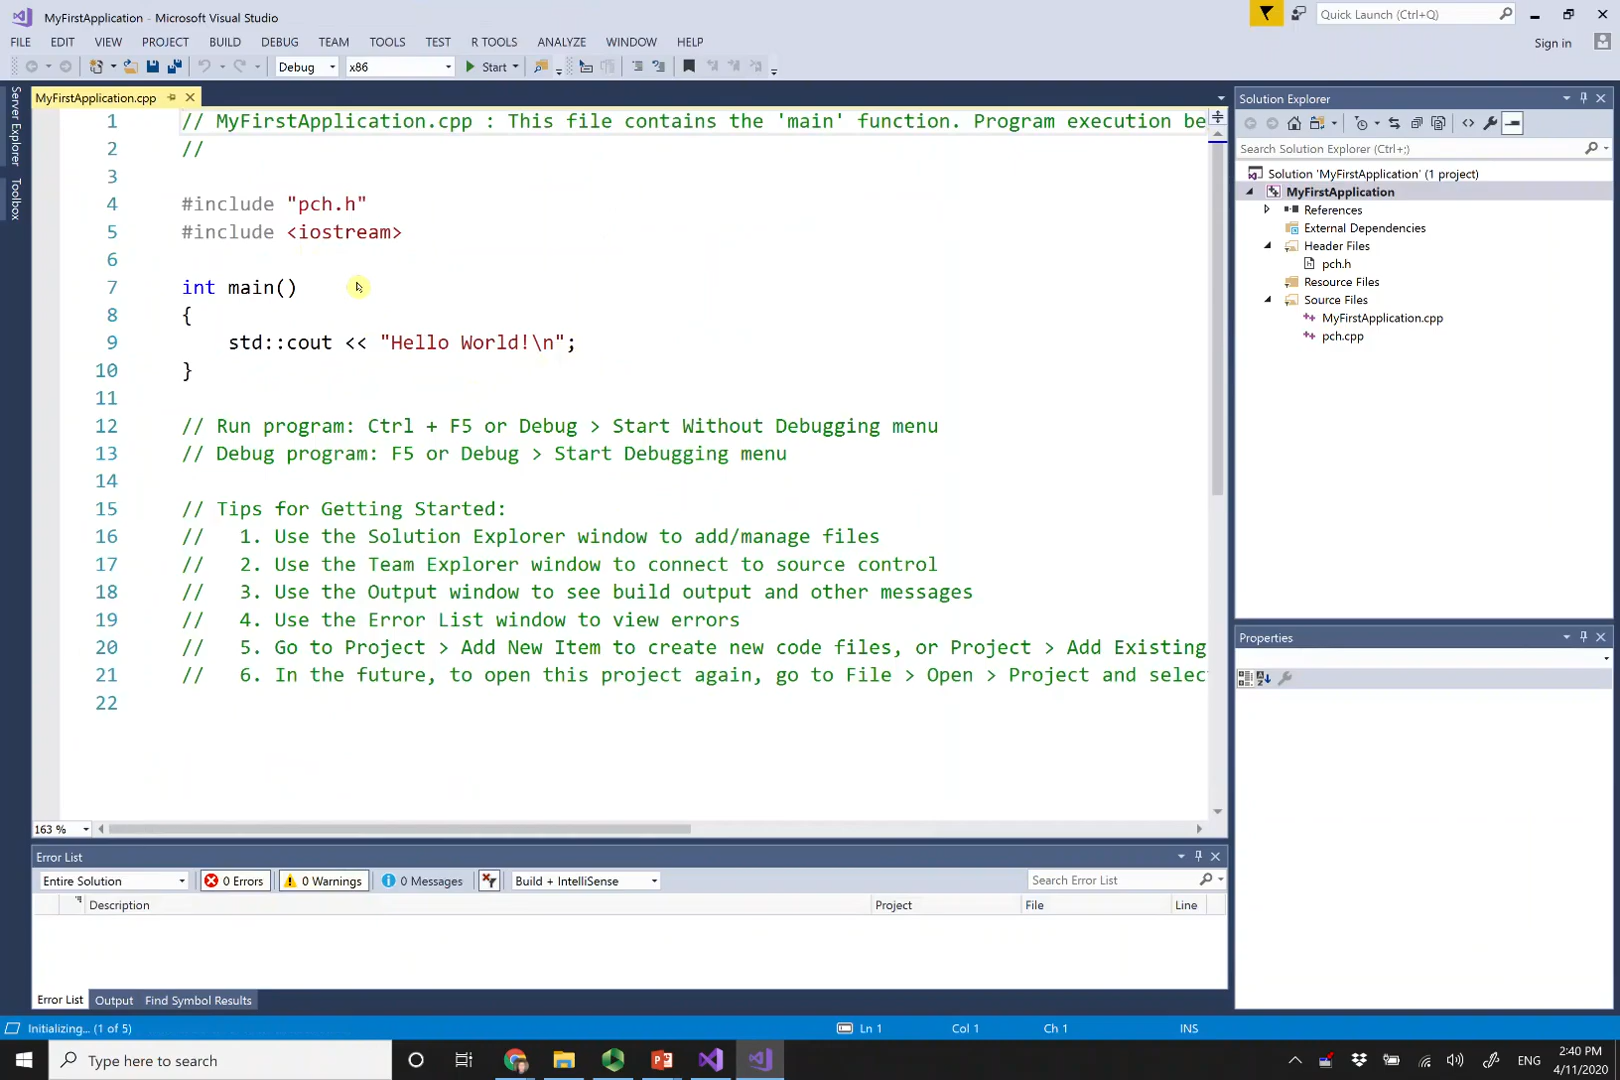 MyFirstApplication - Microsoft Visual Studio
Quick Launch (Ctrl+Q)
FILE EDIT VIEW PROJECT BUILD DEBUG TEAM TOOLS TEST R TOOLS ANALYZE WINDOW HELP
Sign in
Debug x86 Start
Server Explorer
Toolbox
MyFirstApplication.cpp
1 // MyFirstApplication.cpp : This file contains the 'main' function. Program execution be
2 //
3
4 #include "pch.h"
5 #include <iostream>
6
7 int main()
8 {
9 std::cout << "Hello World!\n";
10 }
11
12 // Run program: Ctrl + F5 or Debug > Start Without Debugging menu
13 // Debug program: F5 or Debug > Start Debugging menu
14
15 // Tips for Getting Started:
16 // 1. Use the Solution Explorer window to add/manage files
17 // 2. Use the Team Explorer window to connect to source control
18 // 3. Use the Output window to see build output and other messages
19 // 4. Use the Error List window to view errors
20 // 5. Go to Project > Add New Item to create new code files, or Project > Add Existing
21 // 6. In the future, to open this project again, go to File > Open > Project and selec
22
163 %
Solution Explorer
Search Solution Explorer (Ctrl+;)
Solution 'MyFirstApplication' (1 project)
MyFirstApplication
References
External Dependencies
Header Files
pch.h
Resource Files
Source Files
MyFirstApplication.cpp
pch.cpp
Properties
Error List
Entire Solution 0 Errors 0 Warnings 0 Messages Build + IntelliSense Search Error List
Description Project File Line
Error List Output Find Symbol Results
Initializing... (1 of 5) Ln 1 Col 1 Ch 1 INS
Type here to search
ENG
2:40 PM
4/11/2020